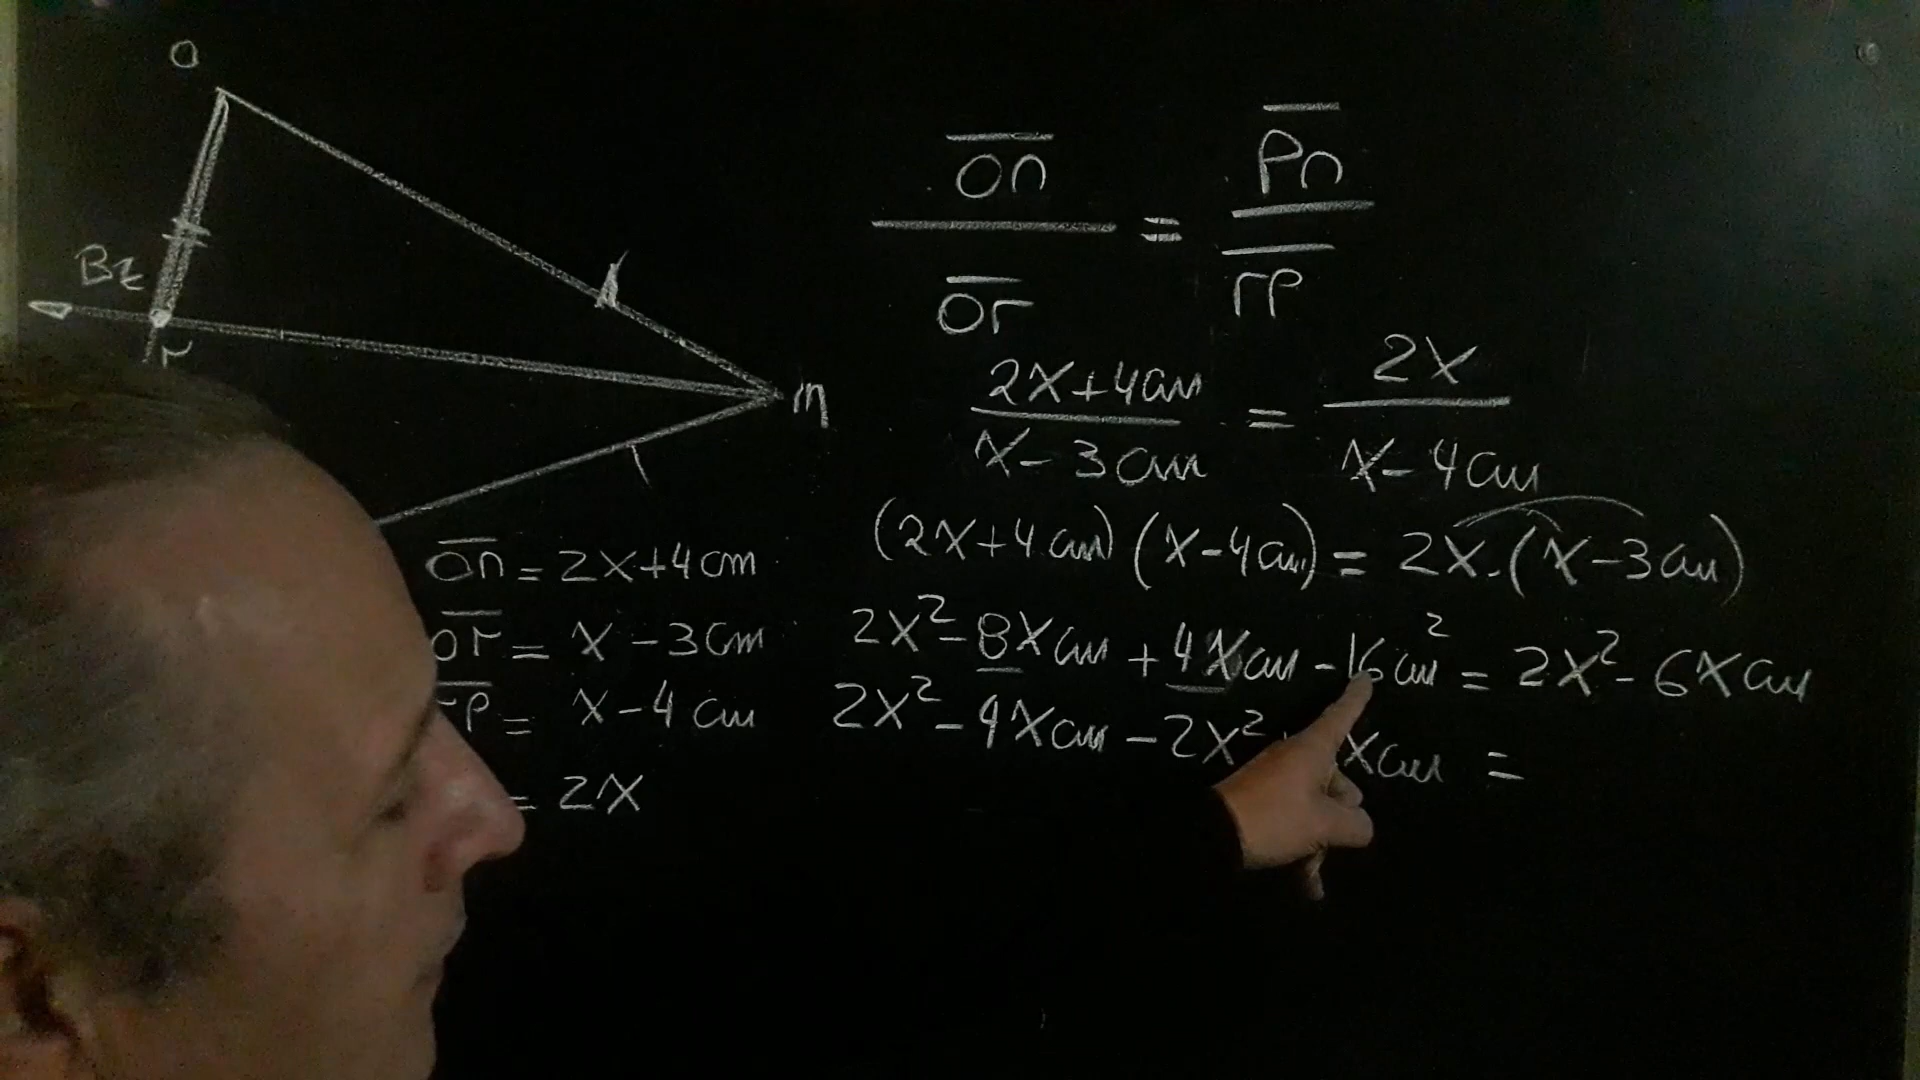 o
Bz
r
n
on = 2x+4cm
or = x-3cm
rp = x-4cm
= 2x
on / or = pn / rp
2x+4cm / x-3cm = 2x / x-4cm
(2x+4cm)(x-4cm) = 2x.(x-3cm)
2x²-8xcm+4xcm-16cm² = 2x²-6xcm
2x²-4xcm-2x² xcm =